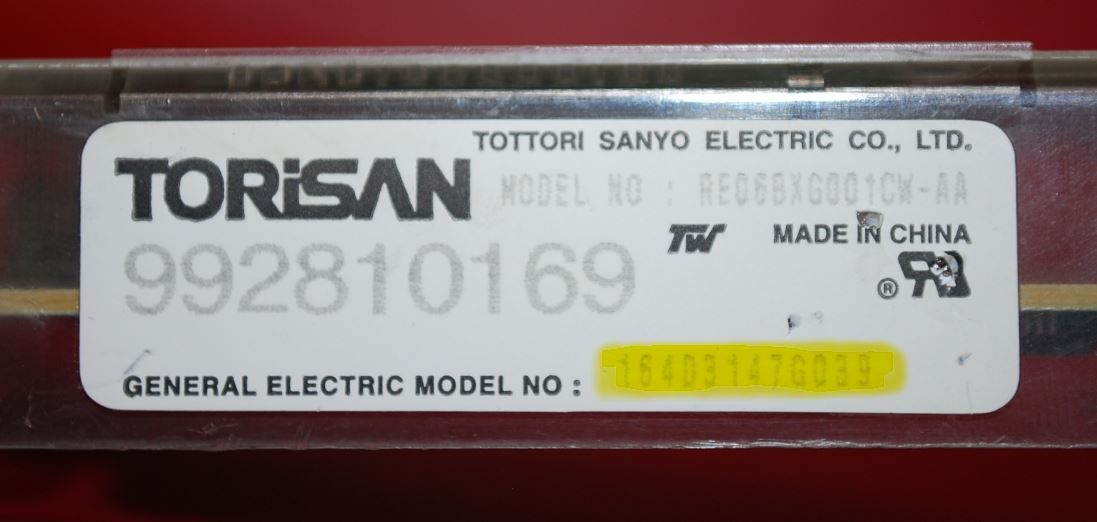 TOTTORI SANYO ELECTRIC CO., LTD.
TORiSAN
MODEL NO : RE06BXG001CW-AA
TW
MADE IN CHINA
992810169
® RU
GENERAL ELECTRIC MODEL NO : 164D3147G039